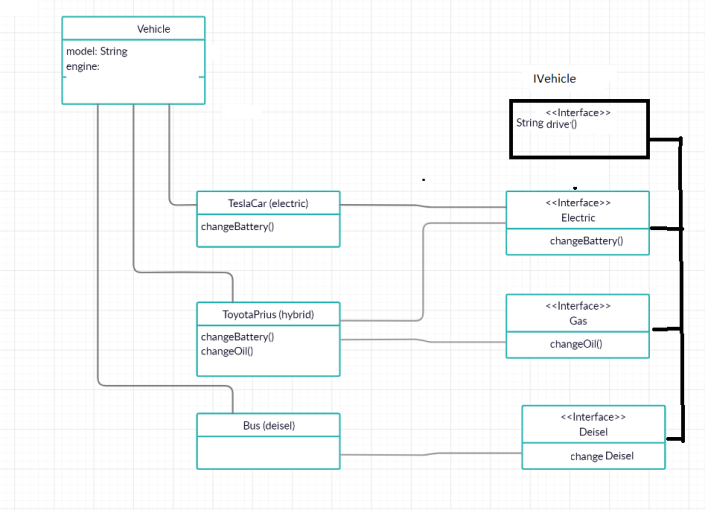 Vehicle
model: String
engine:
IVehicle
<<Interface>>
String drive()
TeslaCar (electric)
changeBattery()
<<Interface>>
Electric
changeBattery()
ToyotaPrius (hybrid)
changeBattery()
changeOil()
<<Interface>>
Gas
changeOil()
Bus (deisel)
<<Interface>>
Deisel
change Deisel